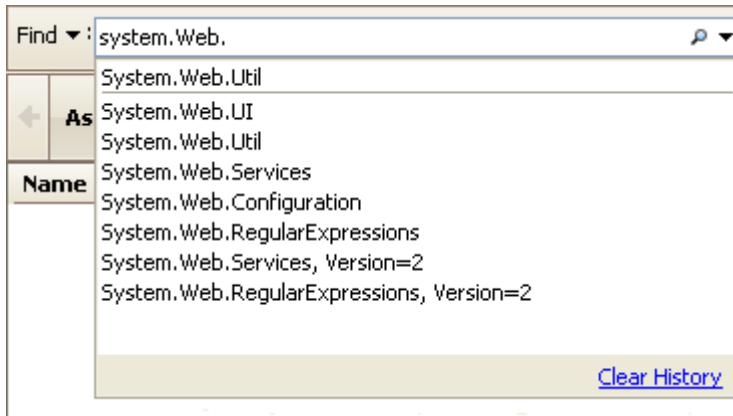 Find : system.Web.
System.Web.Util
System.Web.UI
As
System.Web.Util
System.Web.Services
Name
System.Web.Configuration
System.Web.RegularExpressions
System.Web.Services, Version=2
System.Web.RegularExpressions, Version=2
Clear History